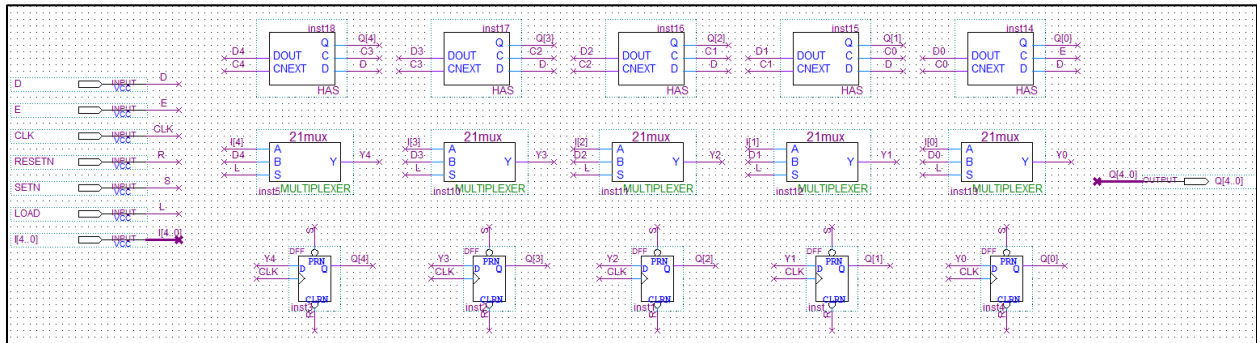 inst18 inst17 inst16 inst15 inst14
Q Q[4] Q Q[3] Q Q[2] Q Q[1] Q Q[0]
D4 DOUT C C3 D3 DOUT C C2 D2 DOUT C C1 D1 DOUT C C0 D0 DOUT C E
C4 CNEXT D D C3 CNEXT D D C2 CNEXT D D C1 CNEXT D D C0 CNEXT D D
HAS HAS HAS HAS HAS
D INPUT VCC D
E INPUT VCC E
CLK INPUT VCC CLK
RESETN INPUT VCC R
SETN INPUT VCC S
LOAD INPUT VCC L
I[4..0] INPUT VCC I[4..0]
21mux 21mux 21mux 21mux 21mux
I[4] A I[3] A I[2] A I[1] A I[0] A
D4 B Y Y4 D3 B Y Y3 D2 B Y Y2 D1 B Y Y1 D0 B Y Y0
L S L S L S L S L S
inst5 MULTIPLEXER inst10 MULTIPLEXER inst11 MULTIPLEXER inst12 MULTIPLEXER inst13 MULTIPLEXER
Q[4..0] OUTPUT Q[4..0]
S S S S S
DFF DFF DFF DFF DFF
PRN PRN PRN PRN PRN
Y4 D Q Q[4] Y3 D Q Q[3] Y2 D Q Q[2] Y1 D Q Q[1] Y0 D Q Q[0]
CLK CLK CLK CLK CLK
CLRN CLRN CLRN CLRN CLRN
inst3 inst2 inst1 inst inst4
R R R R R